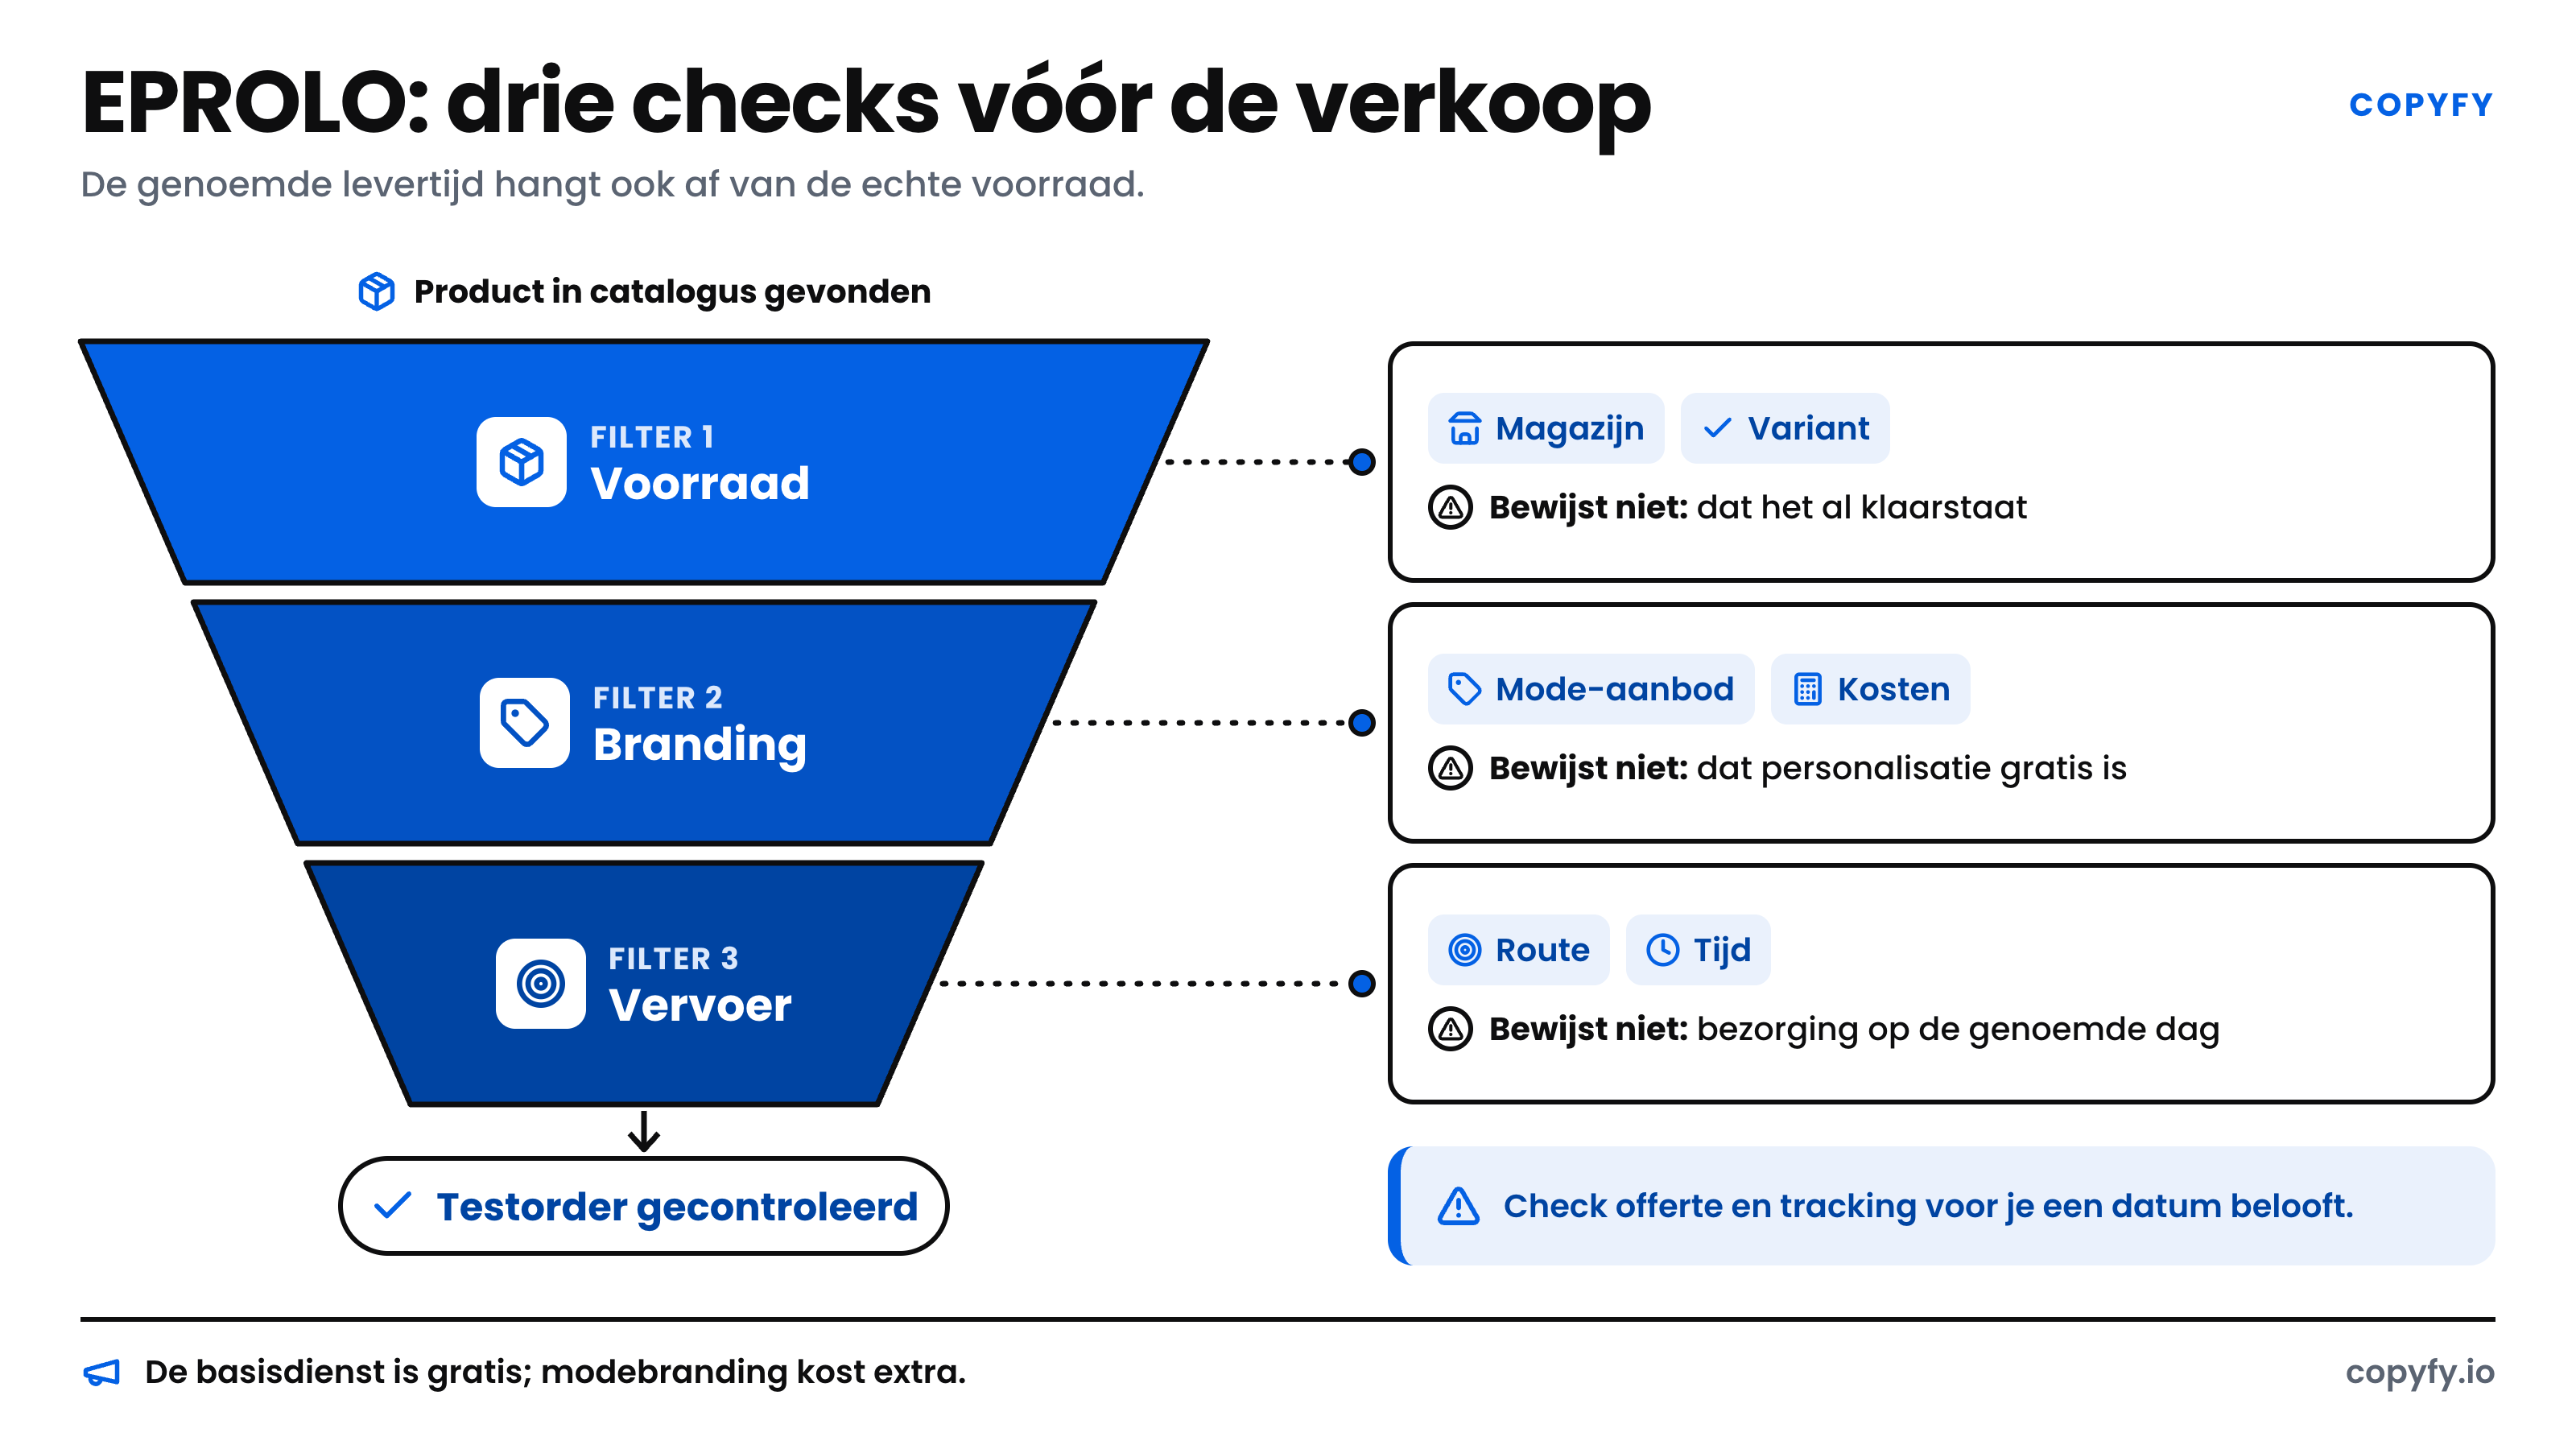 EPROLO: drie checks vóór de verkoop
COPYFY
De genoemde levertijd hangt ook af van de echte voorraad.
Product in catalogus gevonden
FILTER 1
Voorraad
Magazijn
Variant
Bewijst niet: dat het al klaarstaat
FILTER 2
Branding
Mode-aanbod
Kosten
Bewijst niet: dat personalisatie gratis is
FILTER 3
Vervoer
Route
Tijd
Bewijst niet: bezorging op de genoemde dag
Testorder gecontroleerd
Check offerte en tracking voor je een datum belooft.
De basisdienst is gratis; modebranding kost extra.
copyfy.io